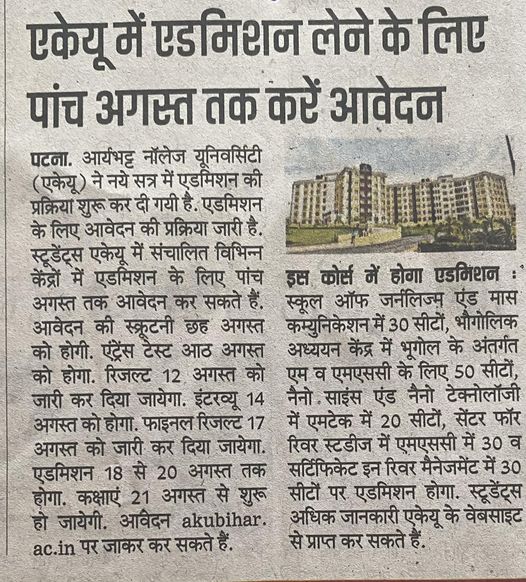 एकेयू में एडमिशन लेने के लिए
पांच अगस्त तक करें आवेदन
पटना. आर्यभट्ट नॉलेज यूनिवर्सिटी
(एकेयू) ने नये सत्र में एडमिशन की
प्रक्रिया शुरू कर दी गयी है. एडमिशन
के लिए आवेदन की प्रक्रिया जारी है.
स्टूडेंट्स एकेयू में संचालित विभिन्न
केंद्रों में एडमिशन के लिए पांच
अगस्त तक आवेदन कर सकते हैं.
आवेदन की स्क्रूटनी छह अगस्त
को होगी. एंट्रेंस टेस्ट आठ अगस्त
को होगा. रिजल्ट 12 अगस्त को
जारी कर दिया जायेगा. इंटरव्यू 14
अगस्त को होगा. फाइनल रिजल्ट 17
अगस्त को जारी कर दिया जायेगा.
एडमिशन 18 से 20 अगस्त तक
होगा. कक्षाएं 21 अगस्त से शुरू
हो जायेगी. आवेदन akubihar.
ac.in पर जाकर कर सकते हैं.
इस कोर्स में होगा एडमिशन :
स्कूल ऑफ जर्नलिज्म एंड मास
कम्युनिकेशन में 30 सीटों, भौगोलिक
अध्ययन केंद्र में भूगोल के अंतर्गत
एम व एमएससी के लिए 50 सीटों,
नैनो साइंस एंड नैनो टेक्नोलॉजी
में एमटेक में 20 सीटों, सेंटर फॉर
रिवर स्टडीज में एमएससी में 30 व
सर्टिफिकेट इन रिवर मैनेजमेंट में 30
सीटों पर एडमिशन होगा. स्टूडेंट्स
अधिक जानकारी एकेयू के वेबसाइट
से प्राप्त कर सकते हैं.